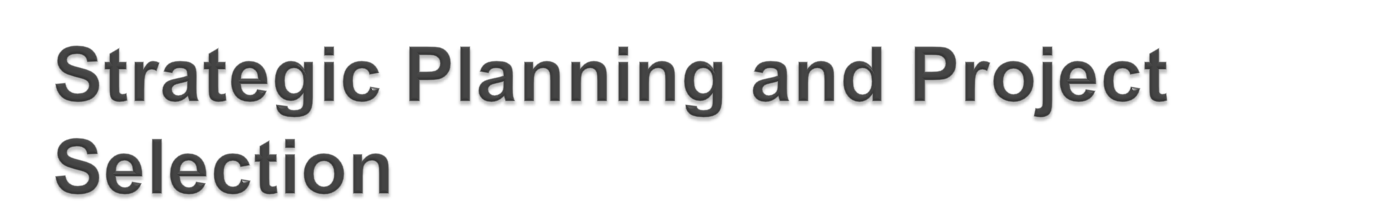 Strategic Planning and Project
Selection